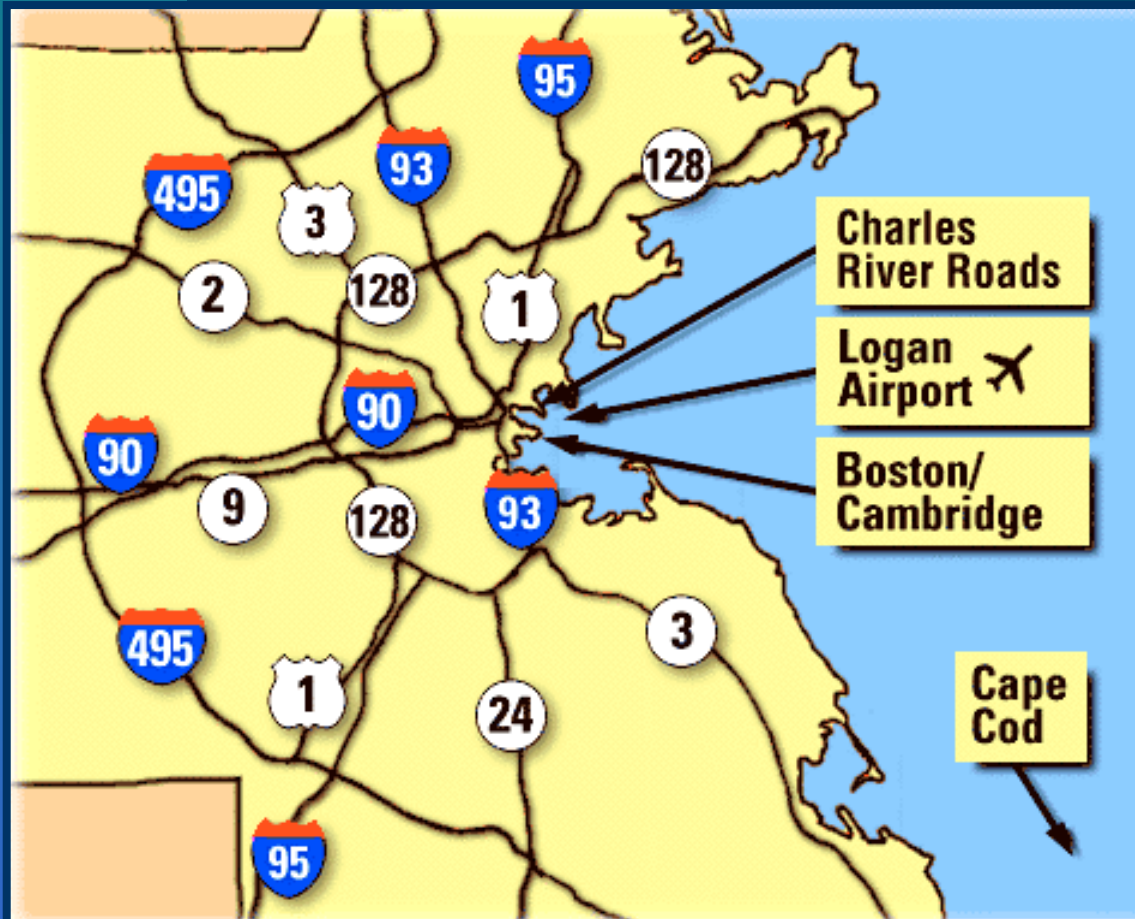 95
93
128
495
3
Charles
River Roads
2
128
1
Logan
Airport
90
90
Boston/
Cambridge
9
128
93
495
3
1
24
Cape
Cod
95